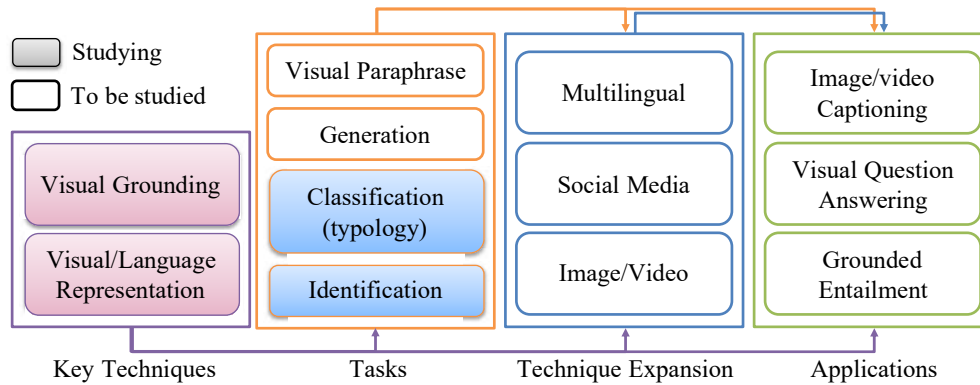 Studying
To be studied
Visual Grounding
Visual/Language
Representation
Key Techniques
Visual Paraphrase
Generation
Classification
(typology)
Identification
Tasks
Multilingual
Social Media
Image/Video
Technique Expansion
Image/video
Captioning
Visual Question
Answering
Grounded
Entailment
Applications